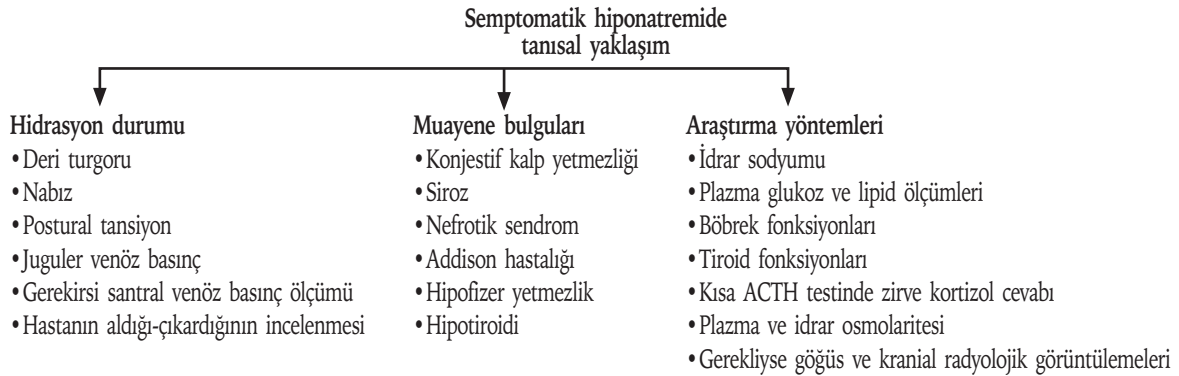 Semptomatik hiponatremide
tanısal yaklaşım
Hidrasyon durumu
•Deri turgoru
•Nabız
•Postural tansiyon
•Juguler venöz basınç
•Gerekirsi santral venöz basınç ölçümü
•Hastanın aldığı-çıkardığının incelenmesi
Muayene bulguları
•Konjestif kalp yetmezliği
•Siroz
•Nefrotik sendrom
•Addison hastalığı
•Hipofizer yetmezlik
•Hipotiroidi
Araştırma yöntemleri
•İdrar sodyumu
•Plazma glukoz ve lipid ölçümleri
•Böbrek fonksiyonları
•Tiroid fonksiyonları
•Kısa ACTH testinde zirve kortizol cevabı
•Plazma ve idrar osmolaritesi
•Gerekliyse göğüs ve kranial radyolojik görüntülemeleri